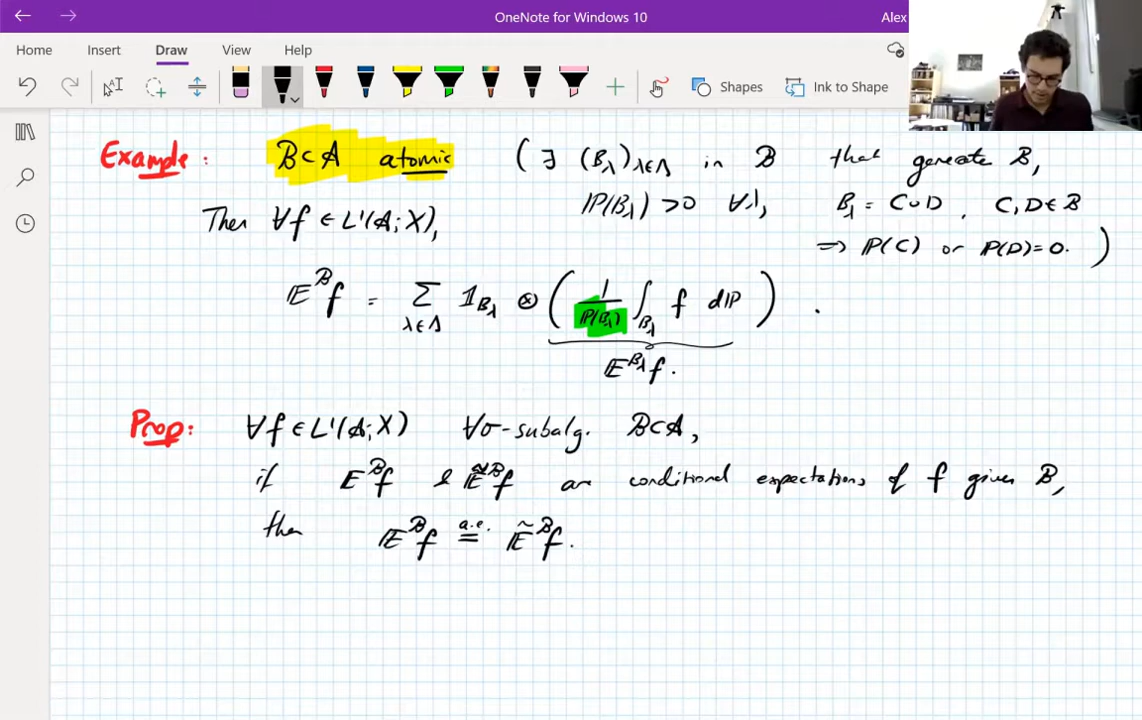 OneNote for Windows 10
Alex
Home Insert Draw View Help
Shapes Ink to Shape
Example: B⊂A atomic (∃ (B_λ)_{λ∈Λ} in B that generate B,
P(B_λ) >0 ∀λ, B_λ = C∪D, C,D∈B
Then ∀f ∈ L¹(A;X),
⇒ P(C) or P(D)=0. )
𝔼^B f = Σ_{λ∈Λ} 𝟙_{B_λ} ⊗ ( 1/P(B_λ) ∫_{B_λ} f dP ) .
𝔼^{B_λ} f.
Prop: ∀f ∈ L¹(A;X) ∀σ-subalg. B⊂A,
if 𝔼^B f & 𝔼̃^B f are conditional expectations of f given B,
then 𝔼^B f =^{a.e.} 𝔼̃^B f.